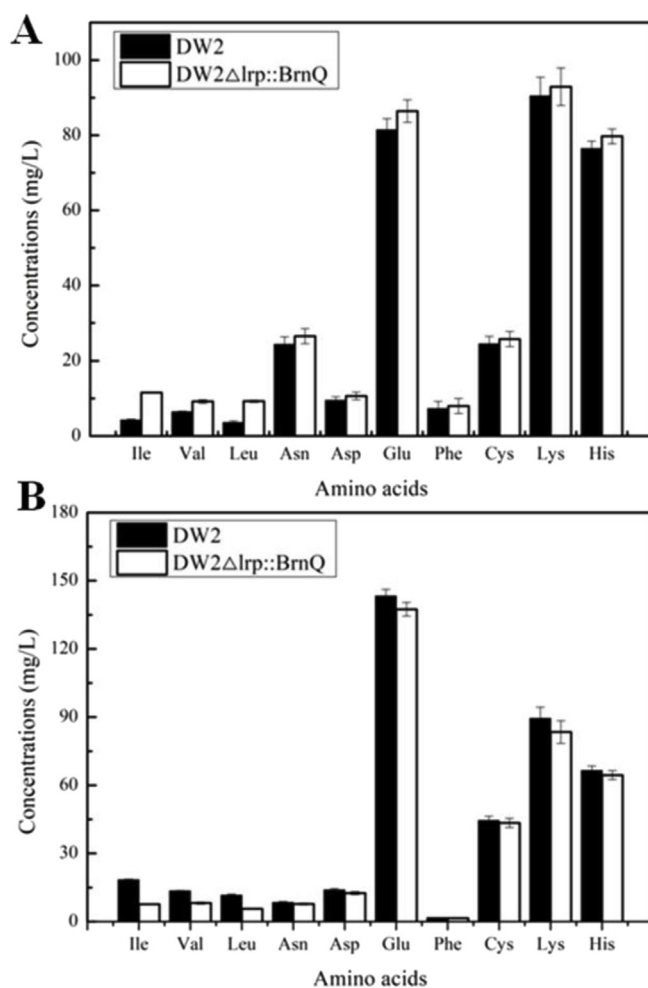 A
DW2
DW2△lrp::BrnQ
100
80
60
40
20
0
Concentrations (mg/L)
Ile Val Leu Asn Asp Glu Phe Cys Lys His
Amino acids
B
DW2
DW2△lrp::BrnQ
180
150
120
90
60
30
0
Concentrations (mg/L)
Ile Val Leu Asn Asp Glu Phe Cys Lys His
Amino acids